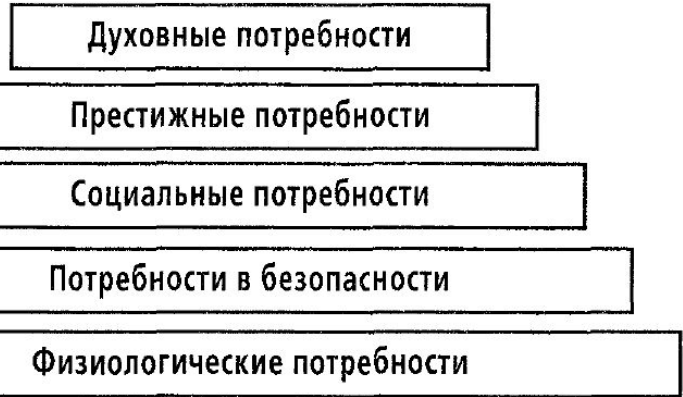 Духовные потребности
Престижные потребности
Социальные потребности
Потребности в безопасности
Физиологические потребности